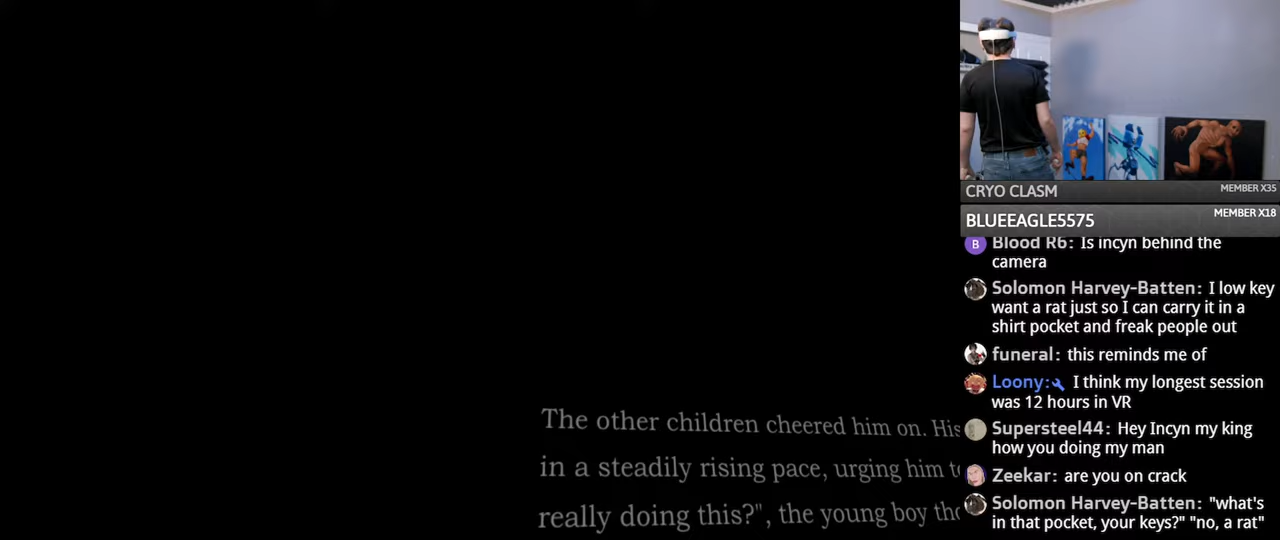 The other children cheered him on. His
in a steadily rising pace, urging him
really doing this?", the young boy
CRYO CLASM MEMBER X35
BLUEEAGLE5575 MEMBER X18
B Blood R6: Is incyn behind the
camera
Solomon Harvey-Batten: I low key
want a rat just so I can carry it in a
shirt pocket and freak people out
funeral: this reminds me of
Loony: I think my longest session
was 12 hours in VR
Supersteel44: Hey Incyn my king
how you doing my man
Zeekar: are you on crack
Solomon Harvey-Batten: "what's
in that pocket, your keys?" "no, a rat"